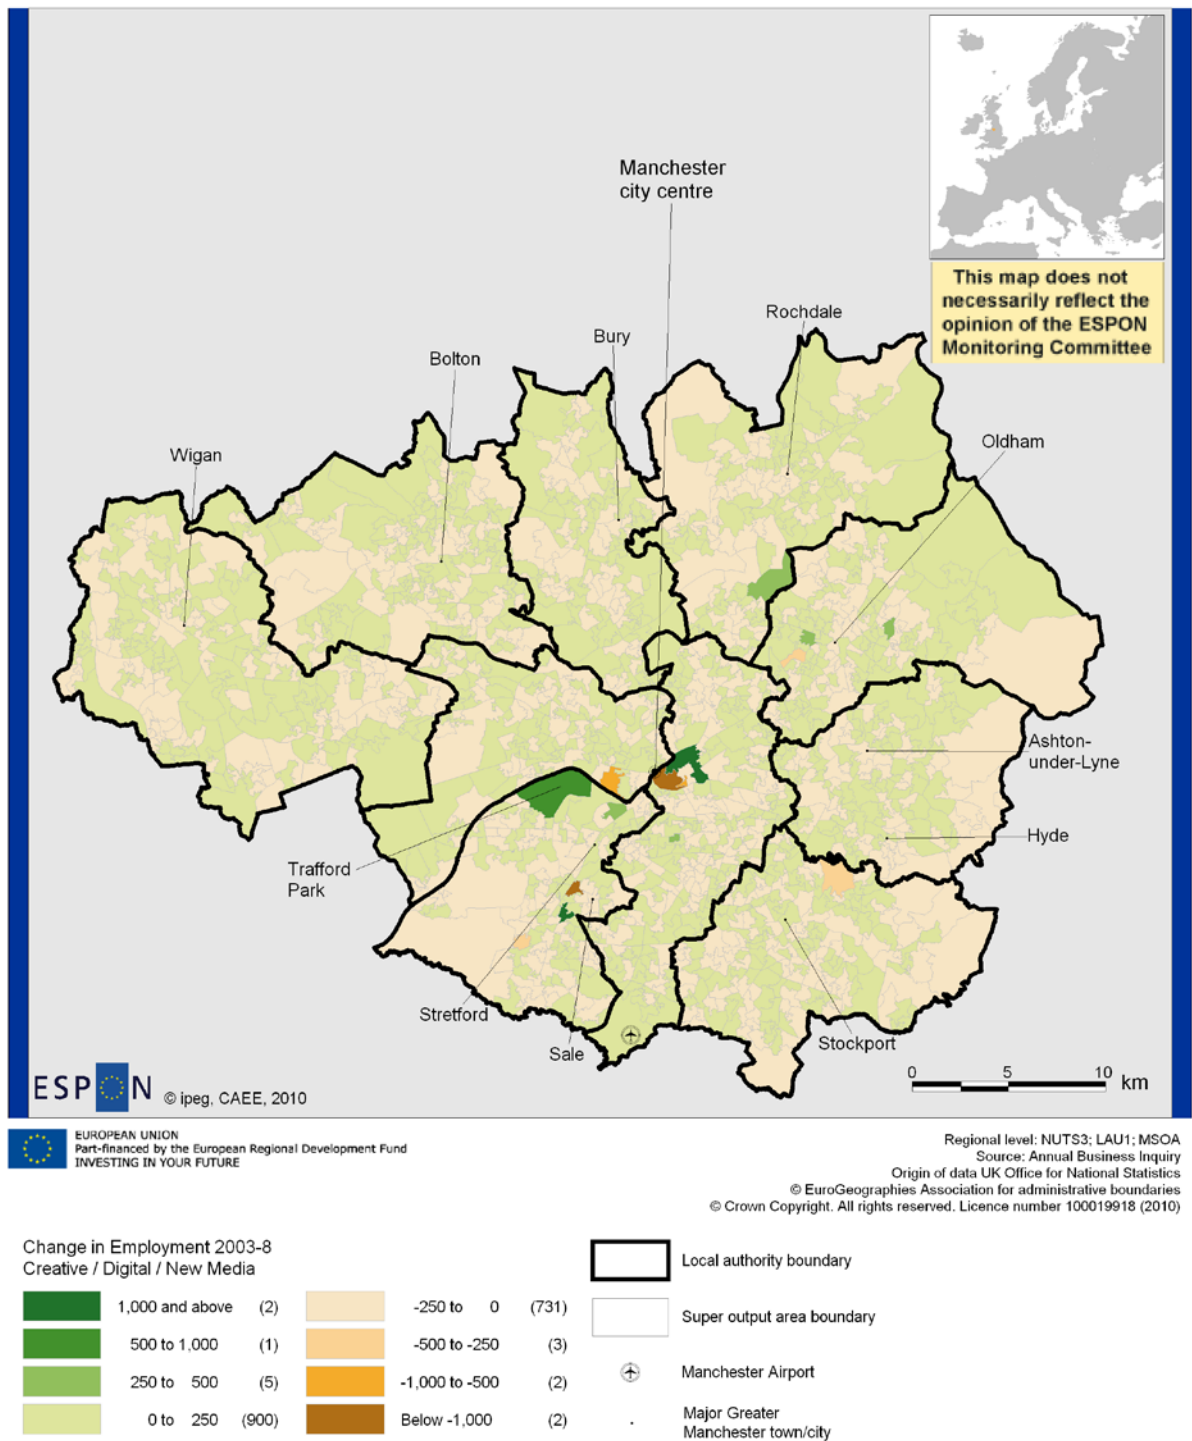 Manchester
city centre
This map does not
necessarily reflect the
opinion of the ESPON
Monitoring Committee
Rochdale
Bury
Bolton
Oldham
Wigan
Ashton-
under-Lyne
Hyde
Trafford
Park
Stretford
Sale
Stockport
0 5 10 km
ESPON © ipeg, CAEE, 2010
EUROPEAN UNION
Part-financed by the European Regional Development Fund
INVESTING IN YOUR FUTURE
Regional level: NUTS3; LAU1; MSOA
Source: Annual Business Inquiry
Origin of data UK Office for National Statistics
© EuroGeographies Association for administrative boundaries
© Crown Copyright. All rights reserved. Licence number 100019918 (2010)
Change in Employment 2003-8
Creative / Digital / New Media
1,000 and above (2)
500 to 1,000 (1)
250 to 500 (5)
0 to 250 (900)
-250 to 0 (731)
-500 to -250 (3)
-1,000 to -500 (2)
Below -1,000 (2)
Local authority boundary
Super output area boundary
Manchester Airport
Major Greater
Manchester town/city